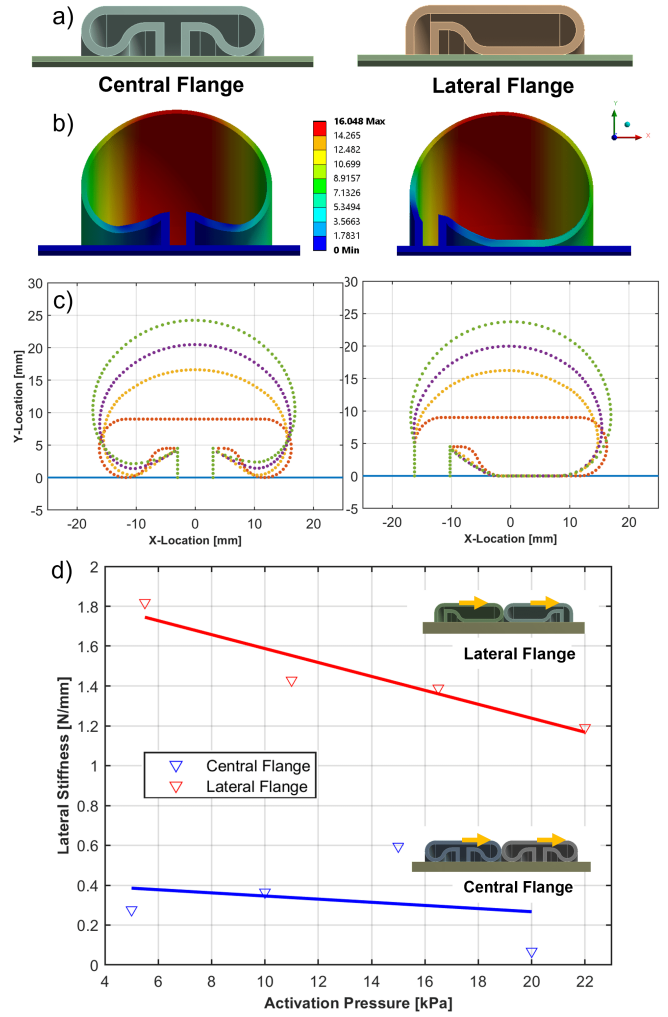 a)
Central Flange
Lateral Flange
b)
16.048 Max
14.265
12.482
10.699
8.9157
7.1326
5.3494
3.5663
1.7831
0 Min
Y
X
c)
30
25
20
15
10
5
0
-5
Y-Location [mm]
-20
-10
0
10
20
X-Location [mm]
30
25
20
15
10
5
0
-5
-20
-10
0
10
20
X-Location [mm]
d)
2
1.8
1.6
1.4
1.2
1
0.8
0.6
0.4
0.2
0
Lateral Stiffness [N/mm]
Lateral Flange
Central Flange
Lateral Flange
Central Flange
4
6
8
10
12
14
16
18
20
22
Activation Pressure [kPa]